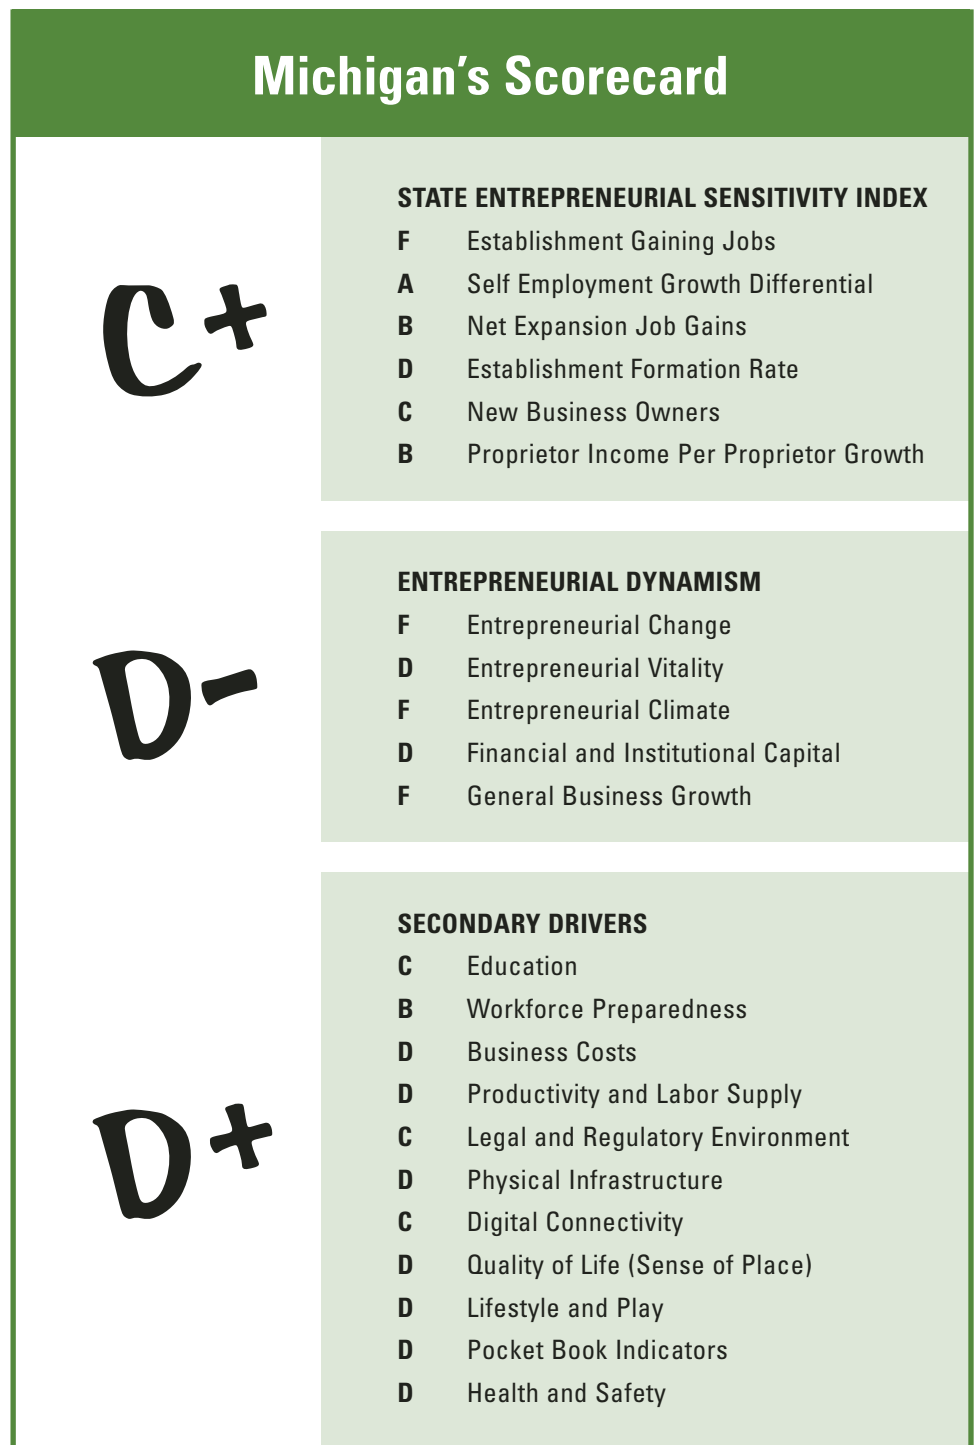 Michigan's Scorecard
C+
STATE ENTREPRENEURIAL SENSITIVITY INDEX
F Establishment Gaining Jobs
A Self Employment Growth Differential
B Net Expansion Job Gains
D Establishment Formation Rate
C New Business Owners
B Proprietor Income Per Proprietor Growth
D-
ENTREPRENEURIAL DYNAMISM
F Entrepreneurial Change
D Entrepreneurial Vitality
F Entrepreneurial Climate
D Financial and Institutional Capital
F General Business Growth
D+
SECONDARY DRIVERS
C Education
B Workforce Preparedness
D Business Costs
D Productivity and Labor Supply
C Legal and Regulatory Environment
D Physical Infrastructure
C Digital Connectivity
D Quality of Life (Sense of Place)
D Lifestyle and Play
D Pocket Book Indicators
D Health and Safety